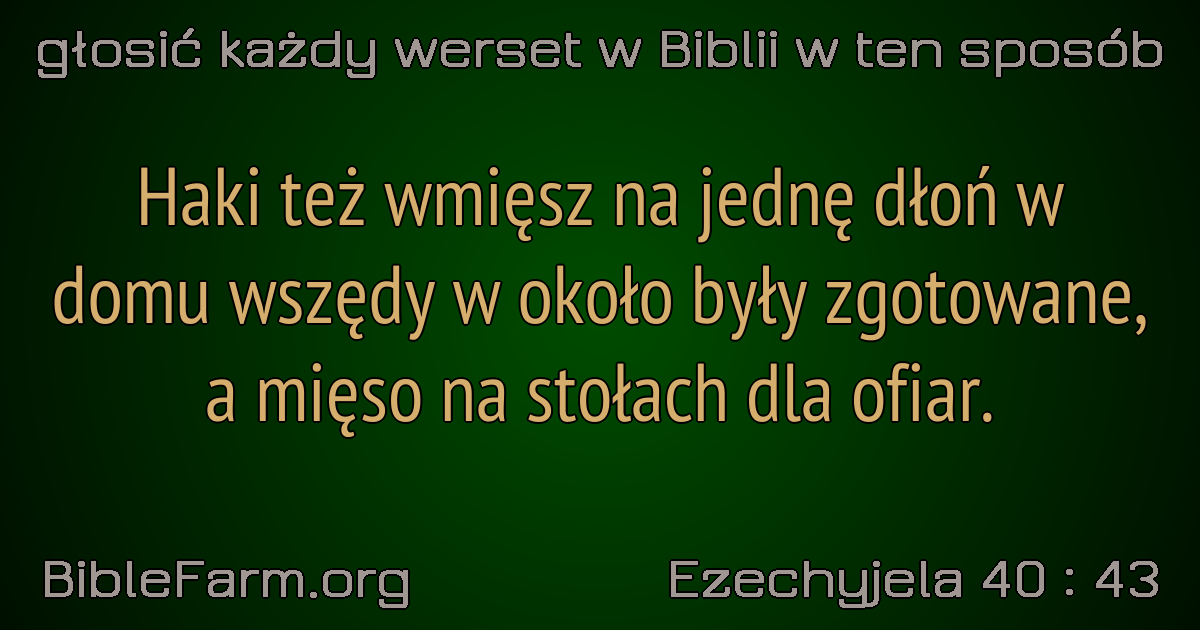 głosić każdy werset w Biblii w ten sposób
Haki też wmięsz na jednę dłoń w
domu wszędy w około były zgotowane,
a mięso na stołach dla ofiar.
BibleFarm.org
Ezechyjela 40 : 43